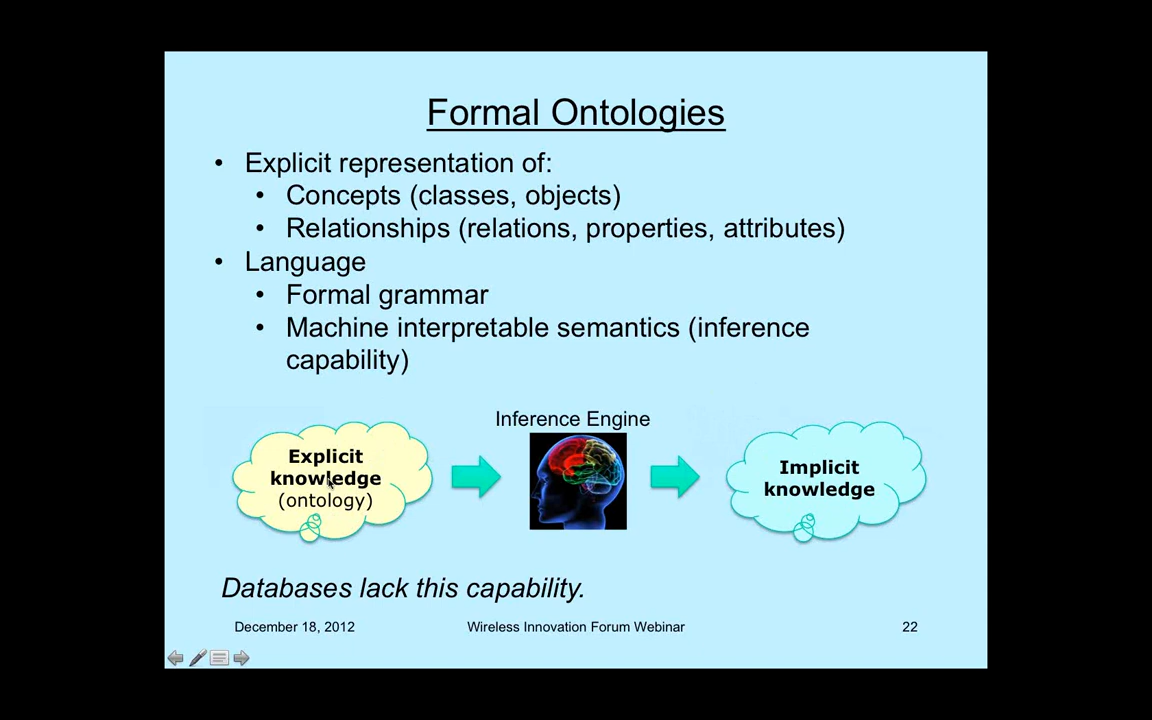 Formal Ontologies
• Explicit representation of:
• Concepts (classes, objects)
• Relationships (relations, properties, attributes)
• Language
• Formal grammar
• Machine interpretable semantics (inference
capability)
Inference Engine
Explicit
knowledge
(ontology)
Implicit
knowledge
Databases lack this capability.
December 18, 2012
Wireless Innovation Forum Webinar
22